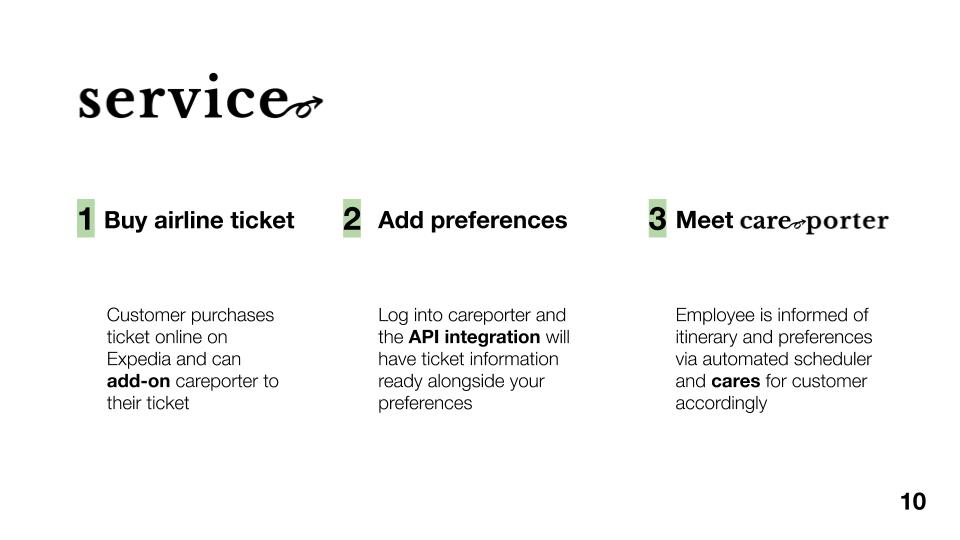 service
1 Buy airline ticket
2 Add preferences
3 Meet careporter
Customer purchases
ticket online on
Expedia and can
add-on careporter to
their ticket
Log into careporter and
the API integration will
have ticket information
ready alongside your
preferences
Employee is informed of
itinerary and preferences
via automated scheduler
and cares for customer
accordingly
10